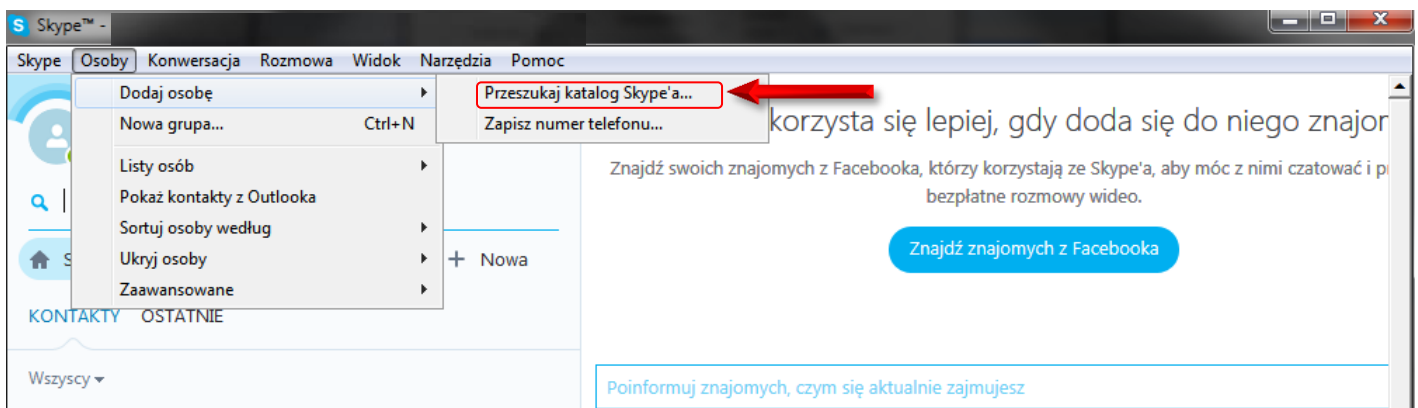 Skype™ -
Skype Osoby Konwersacja Rozmowa Widok Narzędzia Pomoc
Dodaj osobę
Nowa grupa... Ctrl+N
Listy osób
Pokaż kontakty z Outlooka
Sortuj osoby według
Ukryj osoby
Zaawansowane
Przeszukaj katalog Skype'a...
Zapisz numer telefonu...
S
+ Nowa
KONTAKTY OSTATNIE
Wszyscy
korzysta się lepiej, gdy doda się do niego
Znajdź swoich znajomych z Facebooka, którzy korzystają ze Skype'a, aby móc z nimi czatować i
bezpłatne rozmowy wideo.
Znajdź znajomych z Facebooka
Poinformuj znajomych, czym się aktualnie zajmujesz